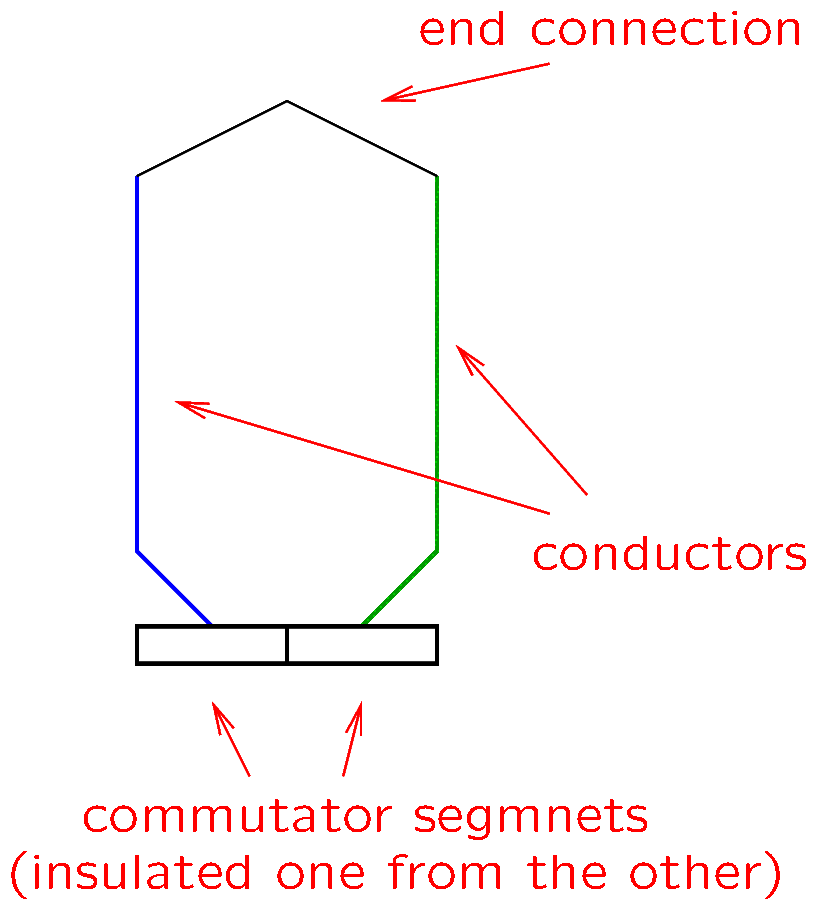 end connection
conductors
commutator segmnets
(insulated one from the other)